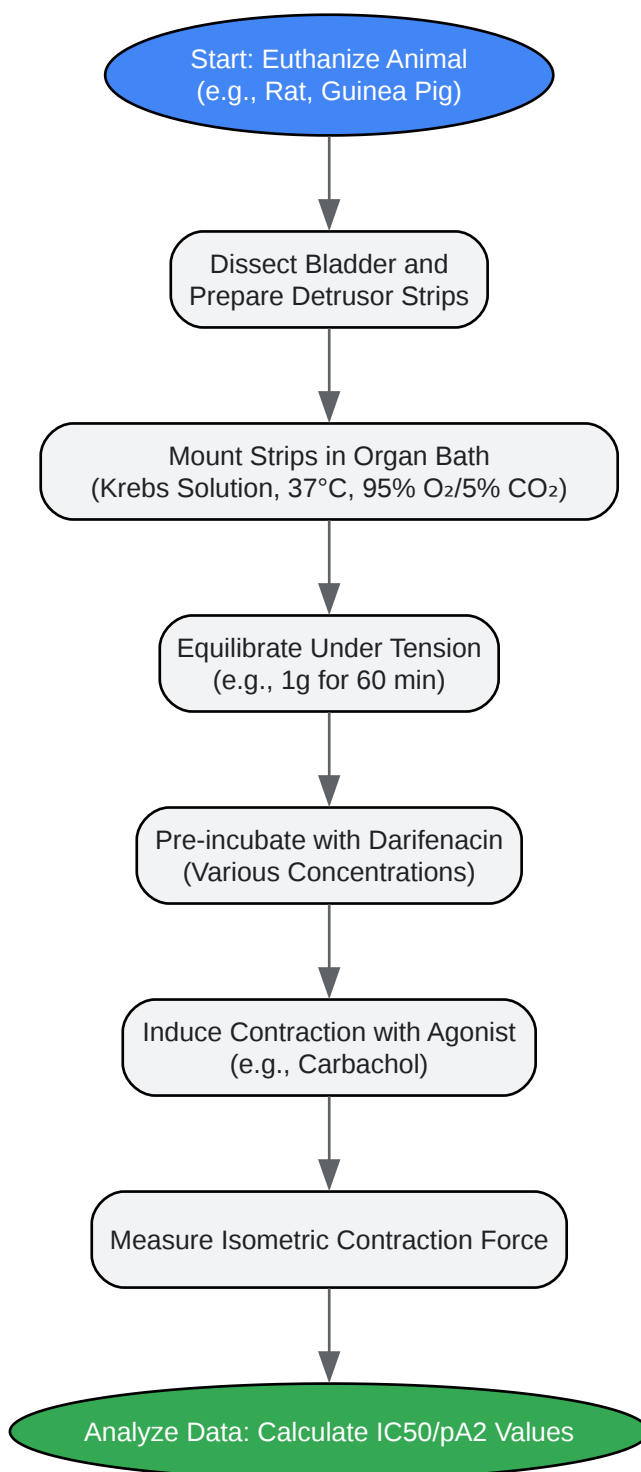 Start: Euthanize Animal
(e.g., Rat, Guinea Pig)
Dissect Bladder and
Prepare Detrusor Strips
Mount Strips in Organ Bath
(Krebs Solution, 37°C, 95% O₂/5% CO₂)
Equilibrate Under Tension
(e.g., 1g for 60 min)
Pre-incubate with Darifenacin
(Various Concentrations)
Induce Contraction with Agonist
(e.g., Carbachol)
Measure Isometric Contraction Force
Analyze Data: Calculate IC50/pA2 Values